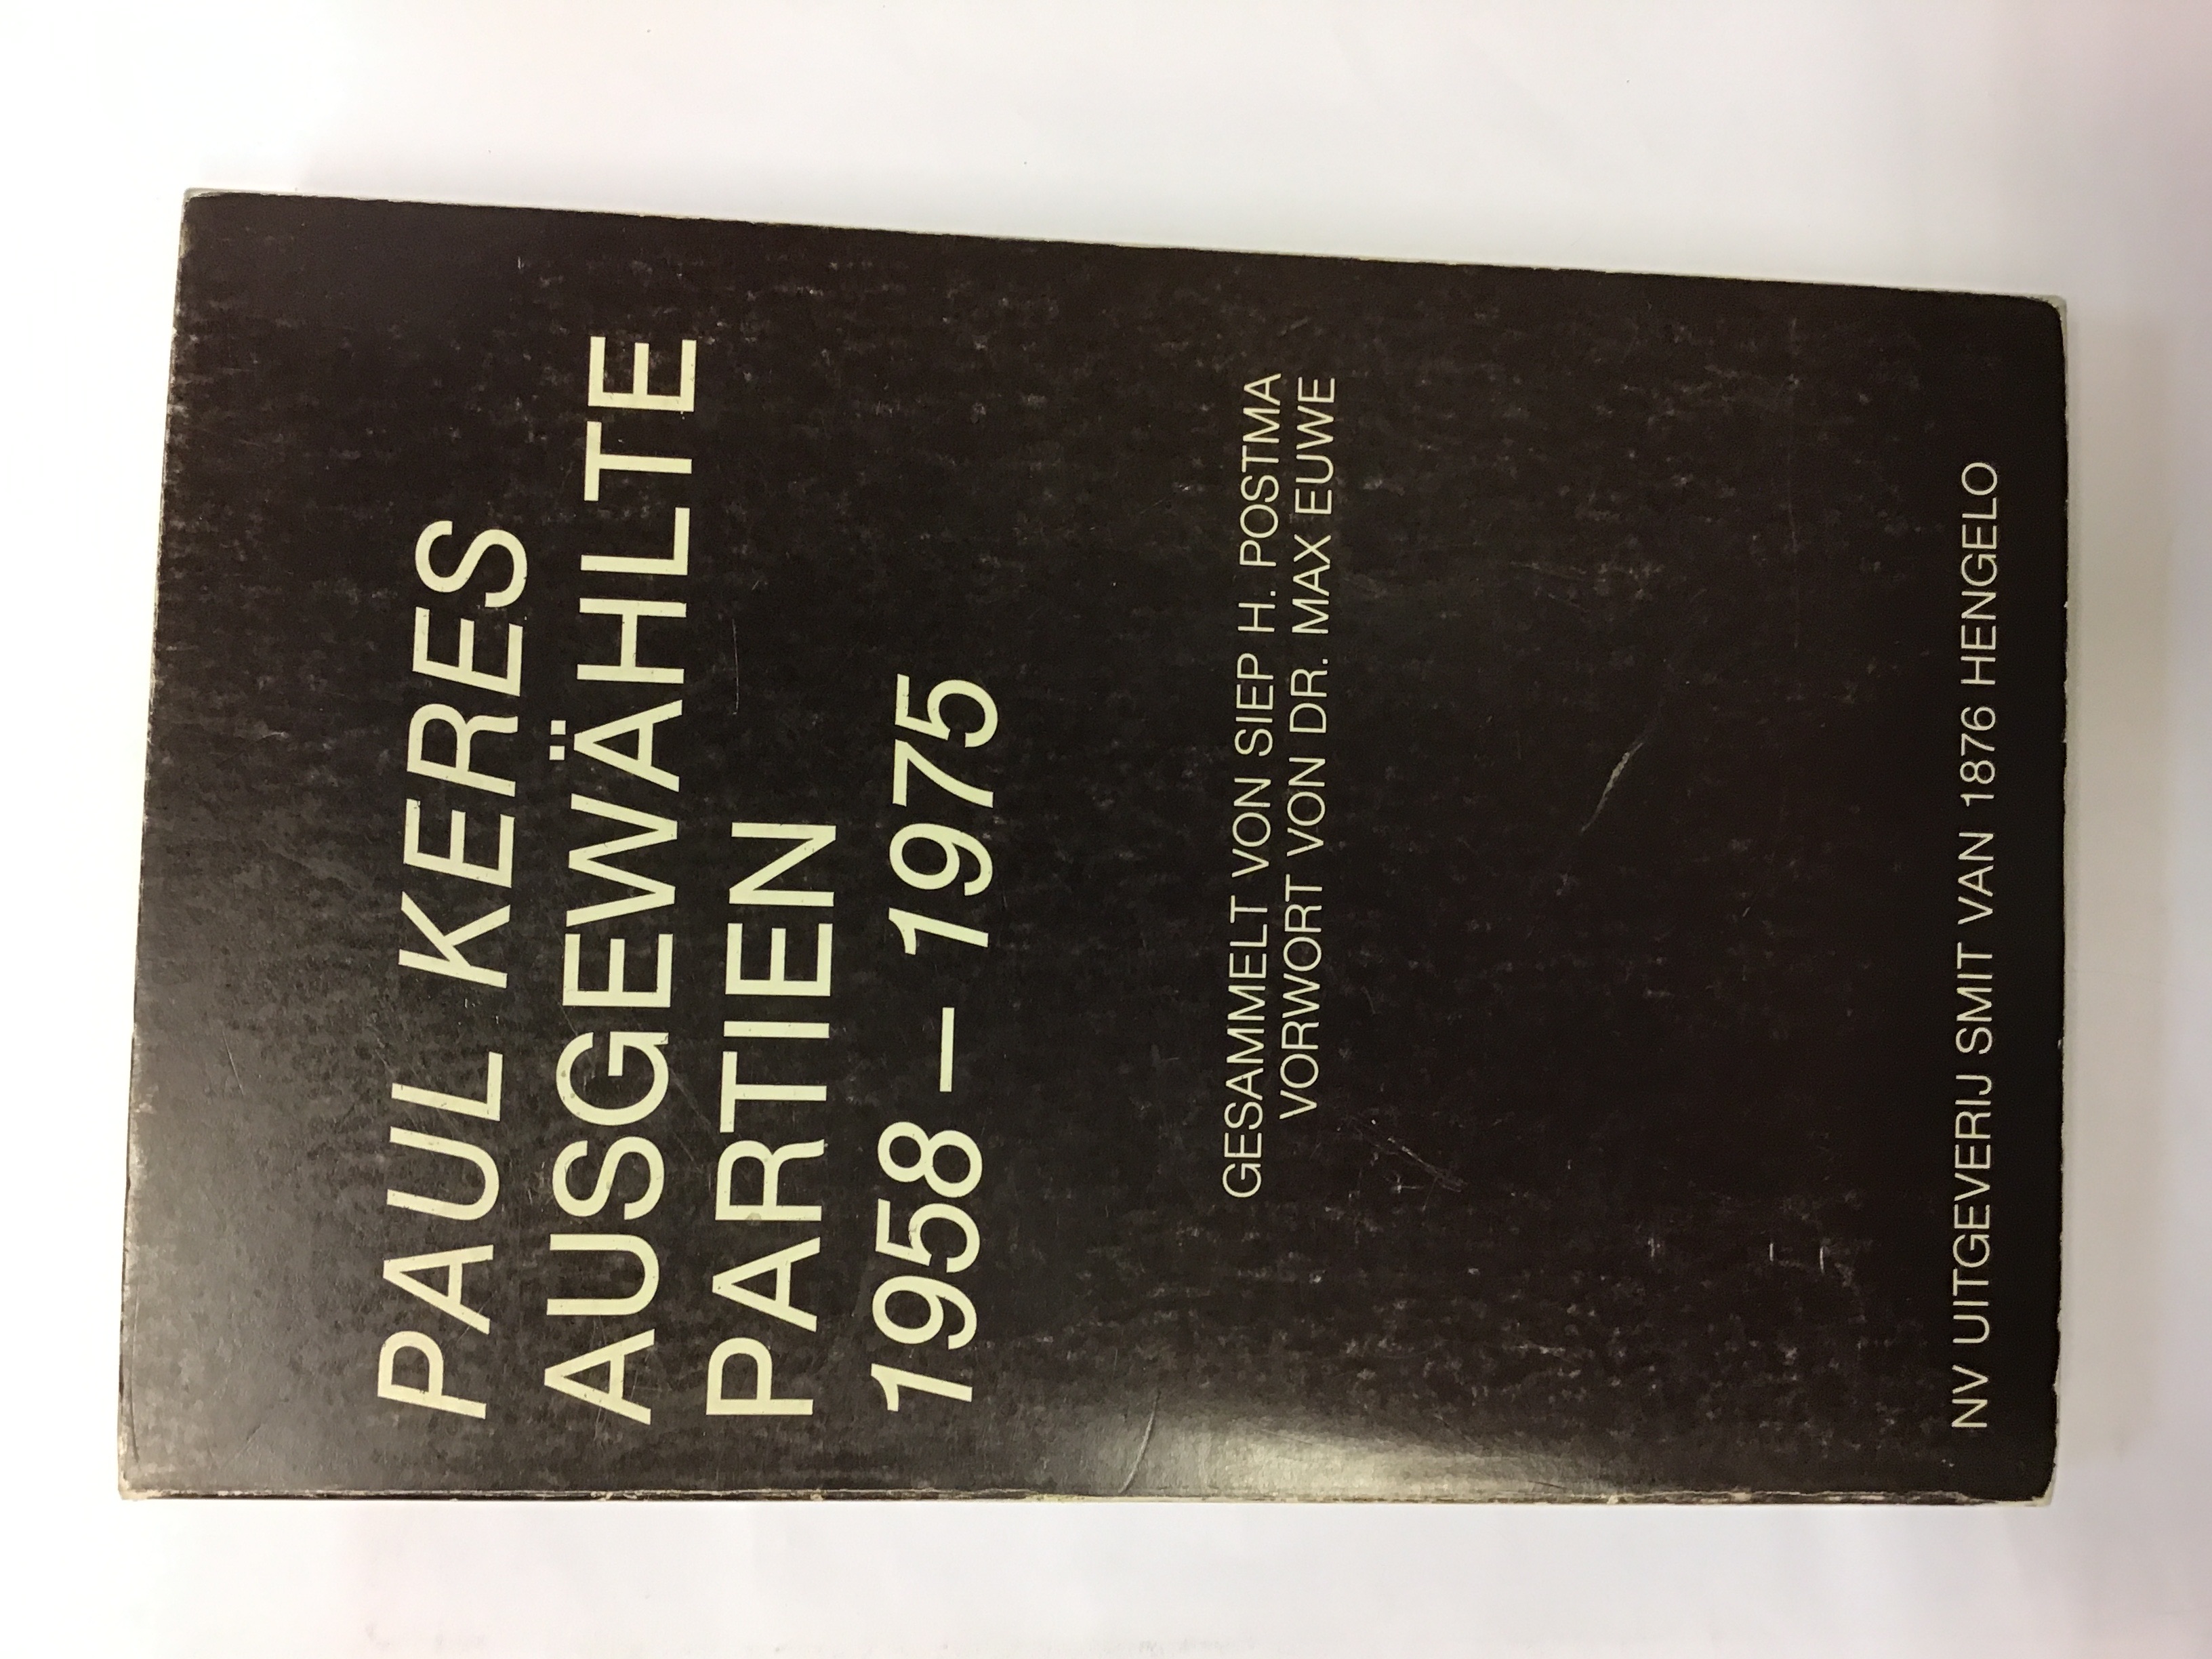 PAUL KERES
AUSGEWÄHLTE
PARTIEN
1958 – 1975
GESAMMELT VON SIEP H. POSTMA
VORWORT VON DR. MAX EUWE
NV UITGEVERIJ SMIT VAN 1876 HENGELO